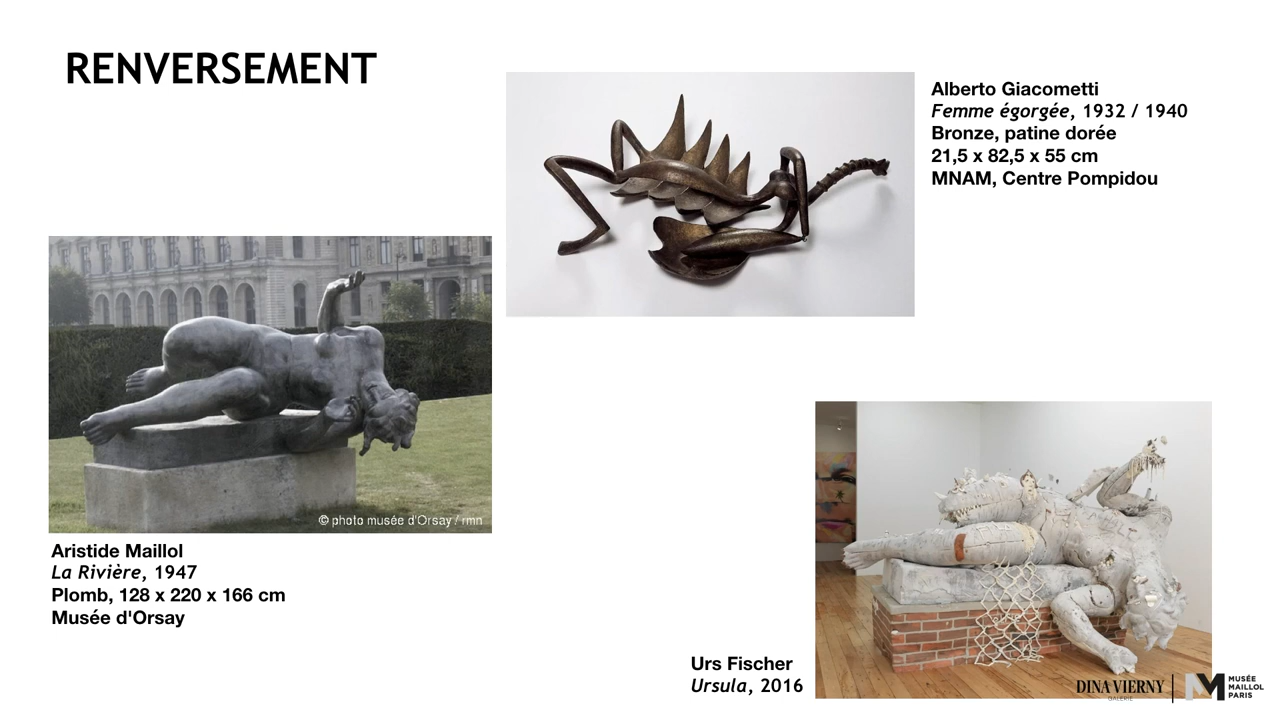 RENVERSEMENT
Alberto Giacometti
Femme égorgée, 1932 / 1940
Bronze, patine dorée
21,5 x 82,5 x 55 cm
MNAM, Centre Pompidou
© photo musée d'Orsay / rmn
Aristide Maillol
La Rivière, 1947
Plomb, 128 x 220 x 166 cm
Musée d'Orsay
Urs Fischer
Ursula, 2016
DINA VIERNY
GALERIE
M
MUSÉE
MAILLOL
PARIS